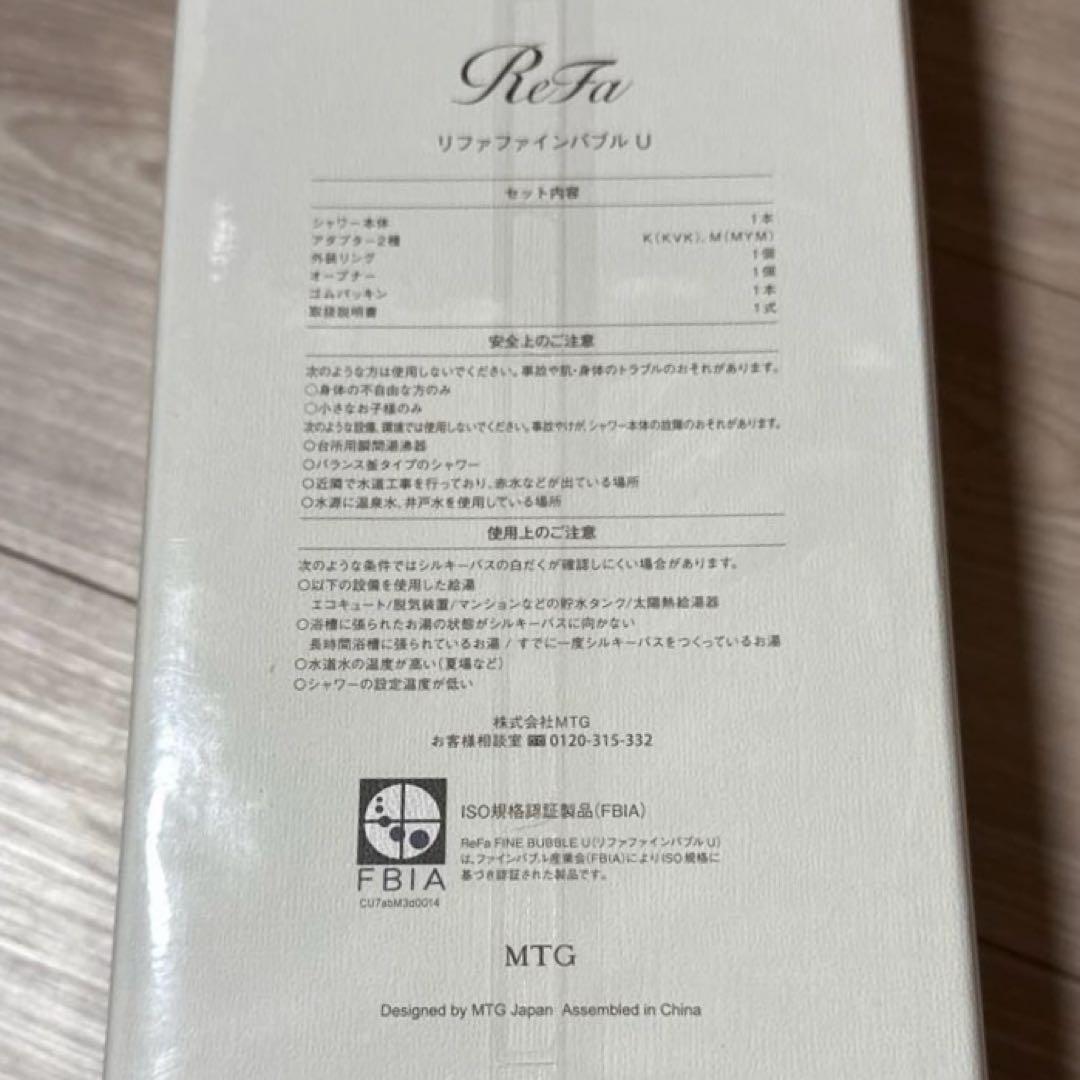 ReFa
リファファインバブル U
セット内容
シャワー本体 1本
アダプター2種 K(KVK)、M(MYM)
外装リング 1個
オープナー 1個
ゴムパッキン 1本
取扱説明書 1式
安全上のご注意
次のような方は使用しないでください。事故や肌・身体のトラブルのおそれがあります。
○身体の不自由な方のみ
○小さなお子様のみ
次のような設備、環境では使用しないでください。事故やけが、シャワー本体の故障のおそれがあります。
○台所用瞬間湯沸器
○バランス釜タイプのシャワー
○近隣で水道工事を行っており、赤水などが出ている場所
○水源に温泉水、井戸水を使用している場所
使用上のご注意
次のような条件ではシルキーバスの白だくが確認しにくい場合があります。
○以下の設備を使用した給湯
エコキュート/脱気装置/マンションなどの貯水タンク/太陽熱給湯器
○浴槽に張られたお湯の状態がシルキーバスに向かない
長時間浴槽に張られているお湯 / すでに一度シルキーバスをつくっているお湯
○水道水の温度が高い(夏場など)
○シャワーの設定温度が低い
株式会社MTG
お客様相談室 0120-315-332
ISO規格認証製品(FBIA)
ReFa FINE BUBBLE U(リファファインバブル U)
は、ファインバブル産業会(FBIA)によりISO規格に
基づき認証された製品です。
FBIA
CU7abM3d0014
MTG
Designed by MTG Japan Assembled in China